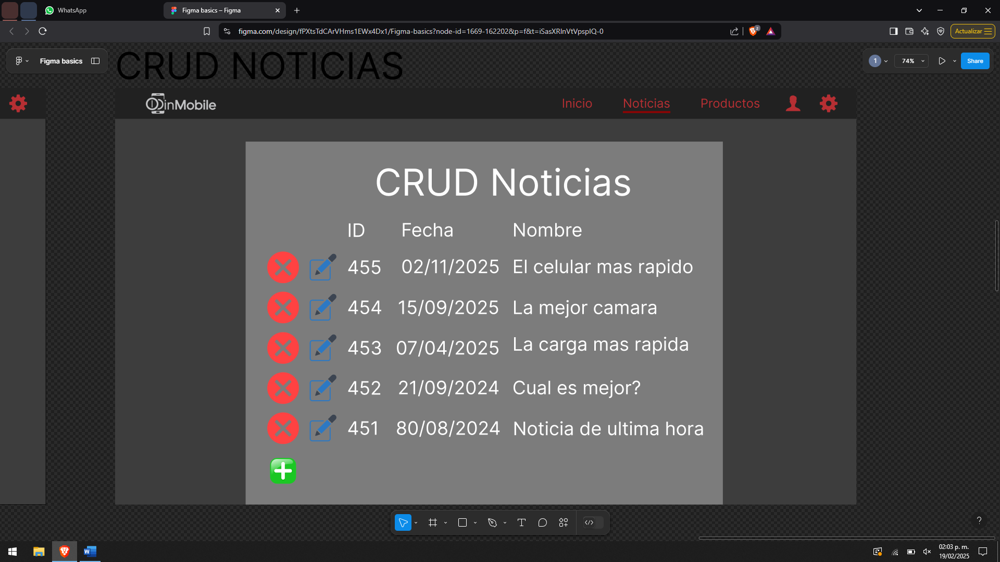 WhatsApp
Figma basics – Figma
figma.com/design/fPXtsTdCArVHms1EWx4Dx1/Figma-basics?node-id=1669-162202&p=f&t=iSasXRlnVtVpsplQ-0
2
Actualizar
Figma basics
CRUD NOTICIAS
1
74%
Share
inMobile
Inicio
Noticias
Productos
CRUD Noticias
ID Fecha Nombre
455 02/11/2025 El celular mas rapido
454 15/09/2025 La mejor camara
453 07/04/2025 La carga mas rapida
452 21/09/2024 Cual es mejor?
451 80/08/2024 Noticia de ultima hora
?
02:03 p. m.
19/02/2025